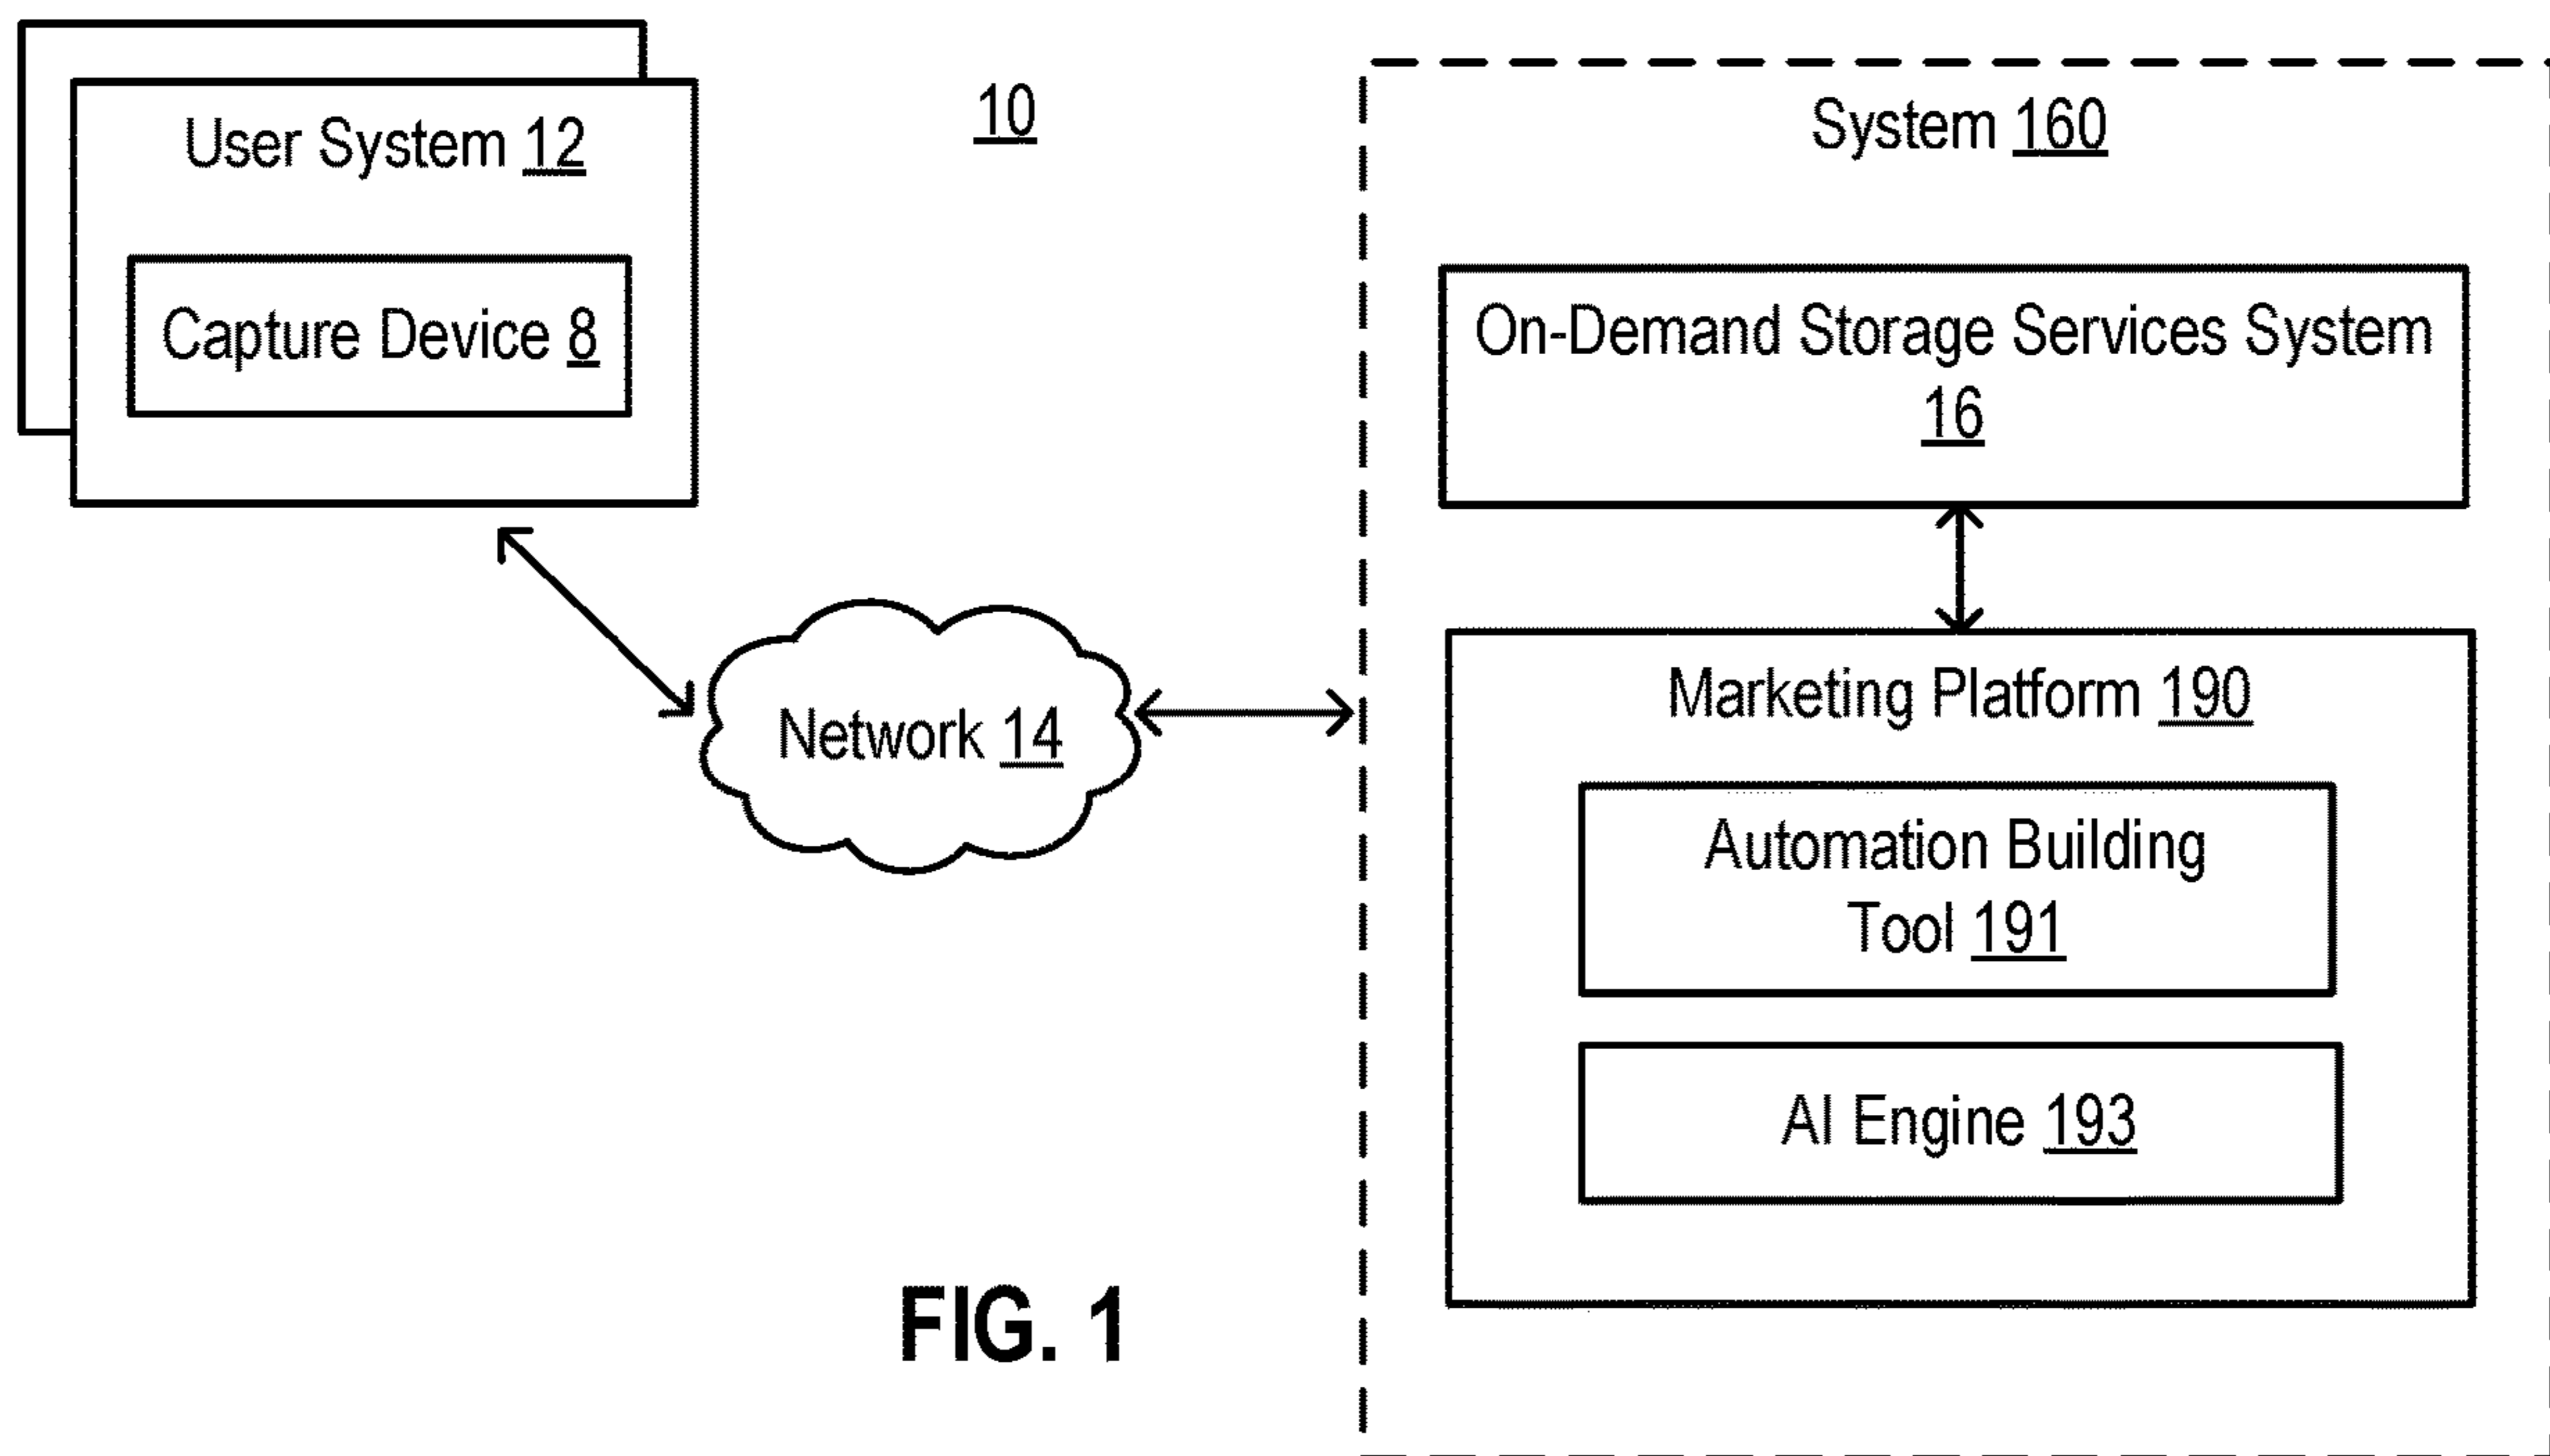 User System 12
Capture Device 8
10
Network 14
System 160
On-Demand Storage Services System
16
Marketing Platform 190
Automation Building
Tool 191
AI Engine 193
FIG. 1